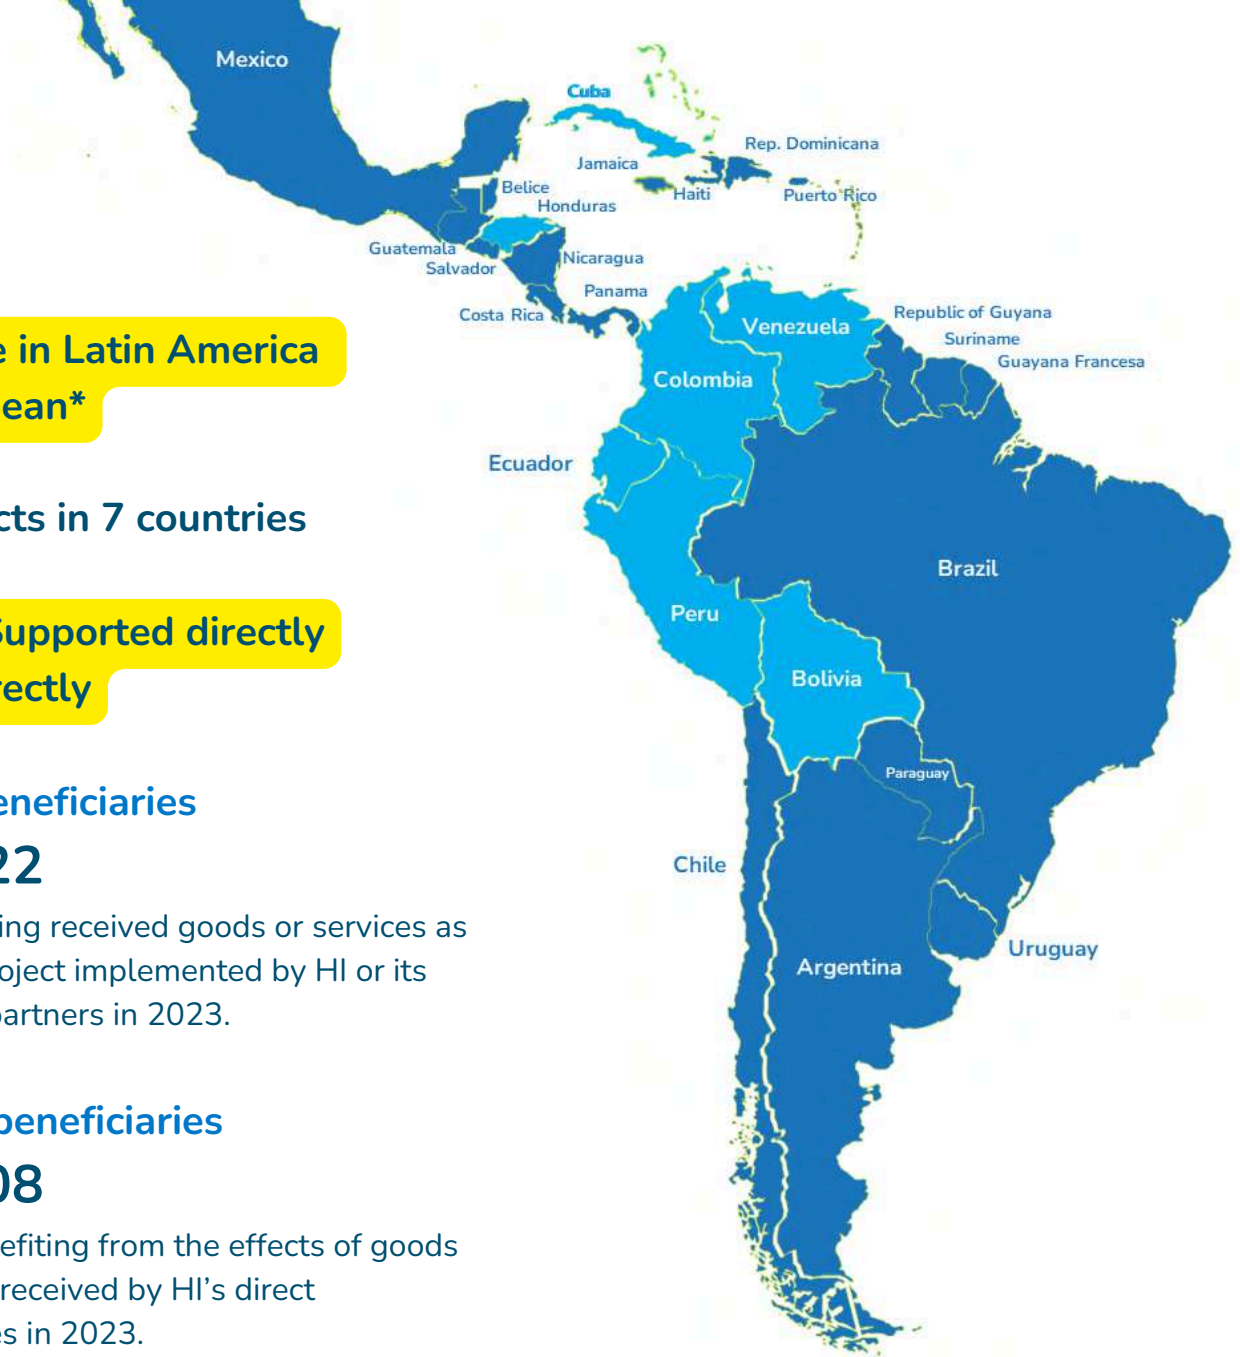 Mexico
Cuba
Rep. Dominicana
Jamaica
Belice
Haiti
Puerto Rico
Honduras
Guatemala
Nicaragua
Salvador
Panama
Costa Rica
Republic of Guyana
Venezuela
Suriname
Guayana Francesa
Colombia
Ecuador
Brazil
Peru
Bolivia
Paraguay
Chile
Uruguay
Argentina
e in Latin America
ean*
cts in 7 countries
Supported directly
rectly
eneficiaries
22
ing received goods or services as
oject implemented by HI or its
partners in 2023.
beneficiaries
08
efiting from the effects of goods
received by HI’s direct
es in 2023.